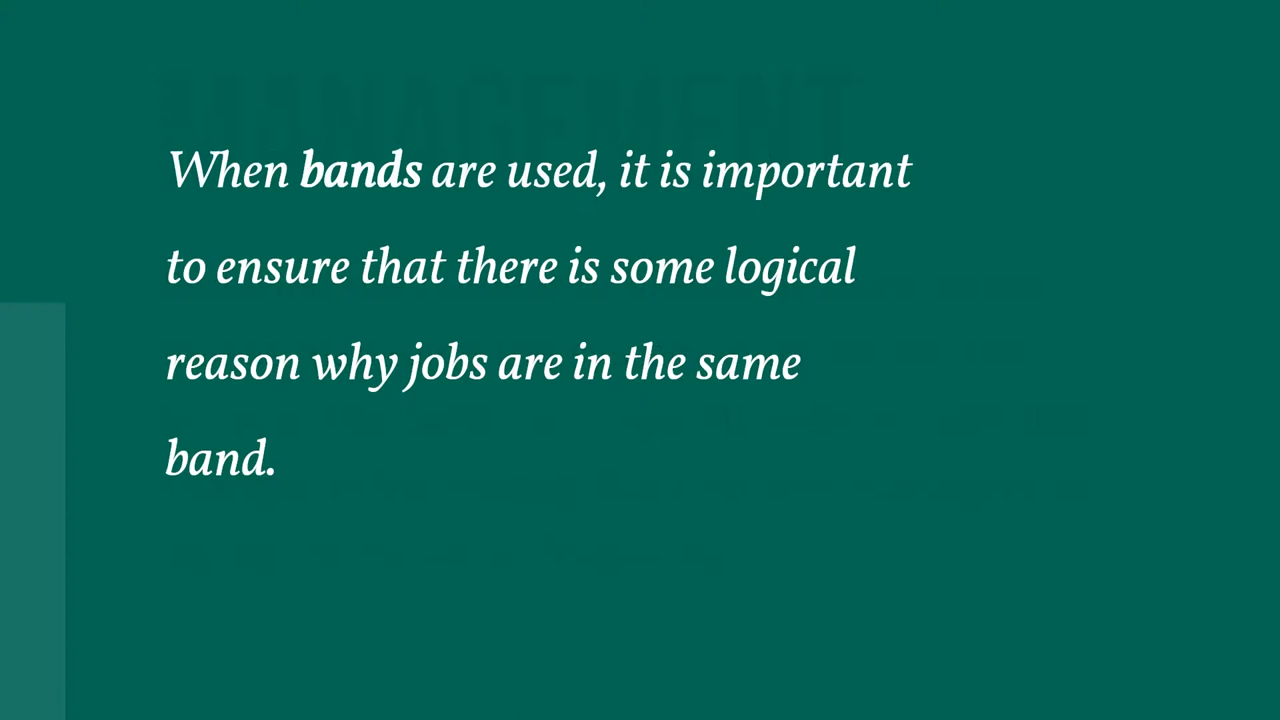 MANAGEMENT
When bands are used, it is important
to ensure that there is some logical
reason why jobs are in the same
band.